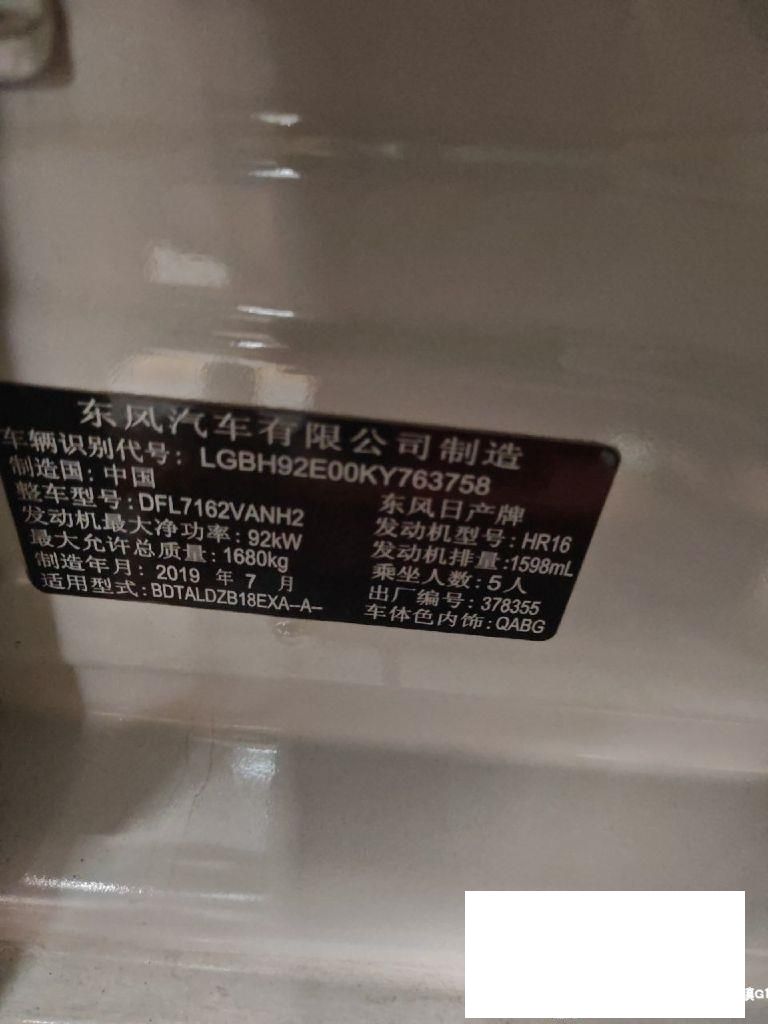 东风汽车有限公司制造
车辆识别代号：LGBH92E00KY763758
制造国：中国 东风日产牌
整车型号：DFL7162VANH2 发动机型号：HR16
发动机最大净功率：92kW 发动机排量：1598mL
最大允许总质量：1680kg 乘坐人数：5人
制造年月：2019 年 7 月 出厂编号：378355
适用型式：BDTALDZB18EXA--A-- 车体色内饰：QABG